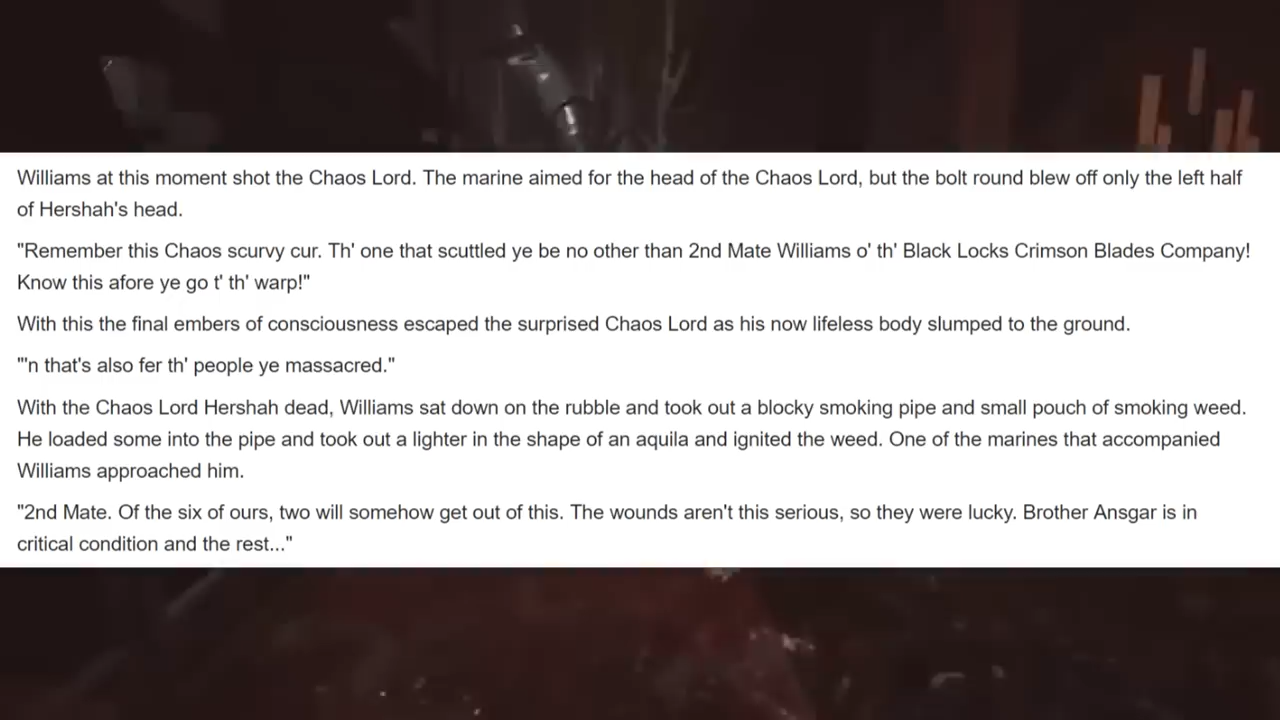 Williams at this moment shot the Chaos Lord. The marine aimed for the head of the Chaos Lord, but the bolt round blew off only the left half
of Hershah's head.
"Remember this Chaos scurvy cur. Th' one that scuttled ye be no other than 2nd Mate Williams o' th' Black Locks Crimson Blades Company!
Know this afore ye go t' th' warp!"
With this the final embers of consciousness escaped the surprised Chaos Lord as his now lifeless body slumped to the ground.
"'n that's also fer th' people ye massacred."
With the Chaos Lord Hershah dead, Williams sat down on the rubble and took out a blocky smoking pipe and small pouch of smoking weed.
He loaded some into the pipe and took out a lighter in the shape of an aquila and ignited the weed. One of the marines that accompanied
Williams approached him.
"2nd Mate. Of the six of ours, two will somehow get out of this. The wounds aren't this serious, so they were lucky. Brother Ansgar is in
critical condition and the rest..."